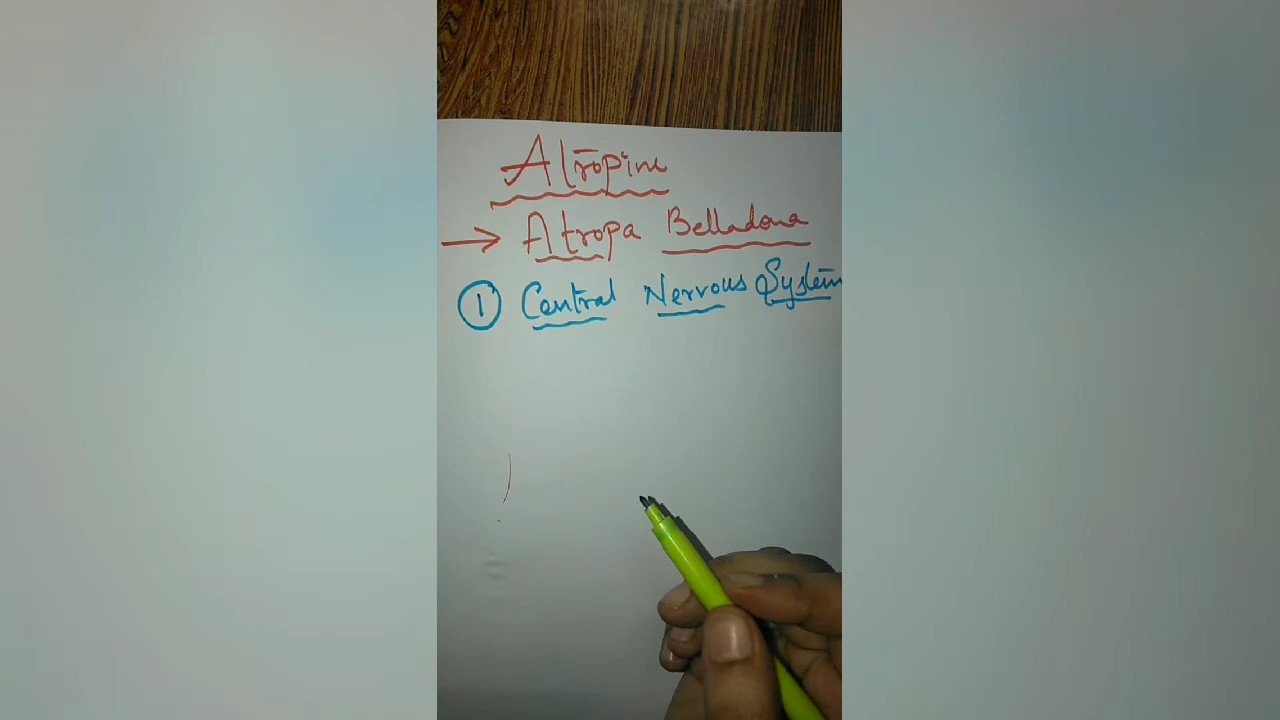 Atropine
→ Atropa Belladona
① Central Nervous System